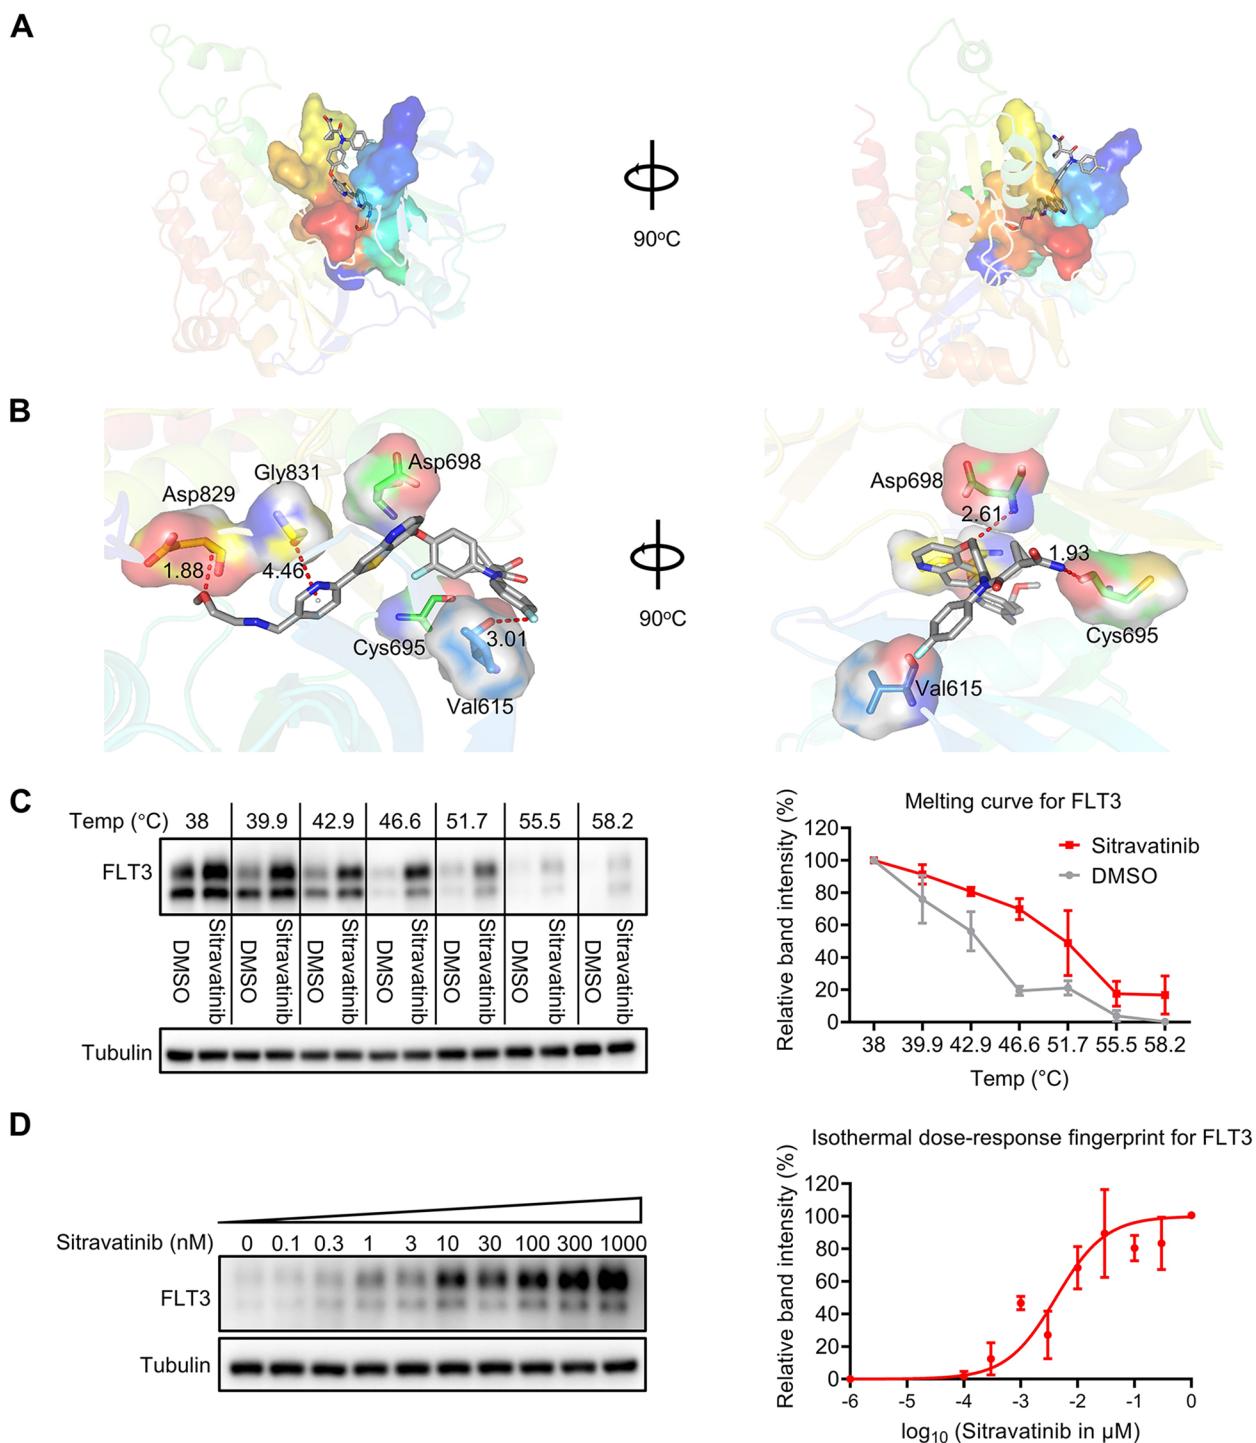 A
90°C
B
Asp829
Gly831
Asp698
1.88
4.46
Cys695
3.01
Val615
90°C
Asp698
2.61
1.93
Cys695
Val615
C
Temp (°C) 38 39.9 42.9 46.6 51.7 55.5 58.2
FLT3
DMSO Sitravatinib DMSO Sitravatinib DMSO Sitravatinib DMSO Sitravatinib DMSO Sitravatinib DMSO Sitravatinib DMSO Sitravatinib
Tubulin
Melting curve for FLT3
Relative band intensity (%)
120
100
80
60
40
20
0
Sitravatinib
DMSO
38 39.9 42.9 46.6 51.7 55.5 58.2
Temp (°C)
D
Sitravatinib (nM) 0 0.1 0.3 1 3 10 30 100 300 1000
FLT3
Tubulin
Isothermal dose-response fingerprint for FLT3
Relative band intensity (%)
120
100
80
60
40
20
0
-6 -5 -4 -3 -2 -1 0
log₁₀ (Sitravatinib in μM)